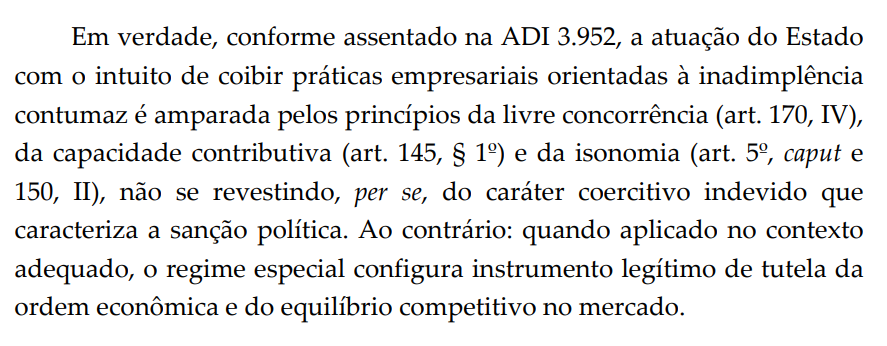 Em verdade, conforme assentado na ADI 3.952, a atuação do Estado
com o intuito de coibir práticas empresariais orientadas à inadimplência
contumaz é amparada pelos princípios da livre concorrência (art. 170, IV),
da capacidade contributiva (art. 145, § 1º) e da isonomia (art. 5º, caput e
150, II), não se revestindo, per se, do caráter coercitivo indevido que
caracteriza a sanção política. Ao contrário: quando aplicado no contexto
adequado, o regime especial configura instrumento legítimo de tutela da
ordem econômica e do equilíbrio competitivo no mercado.